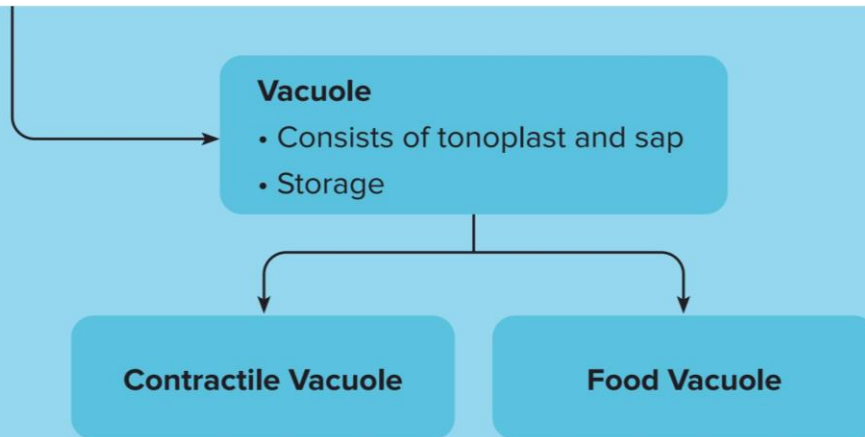 Vacuole
• Consists of tonoplast and sap
• Storage
Contractile Vacuole
Food Vacuole